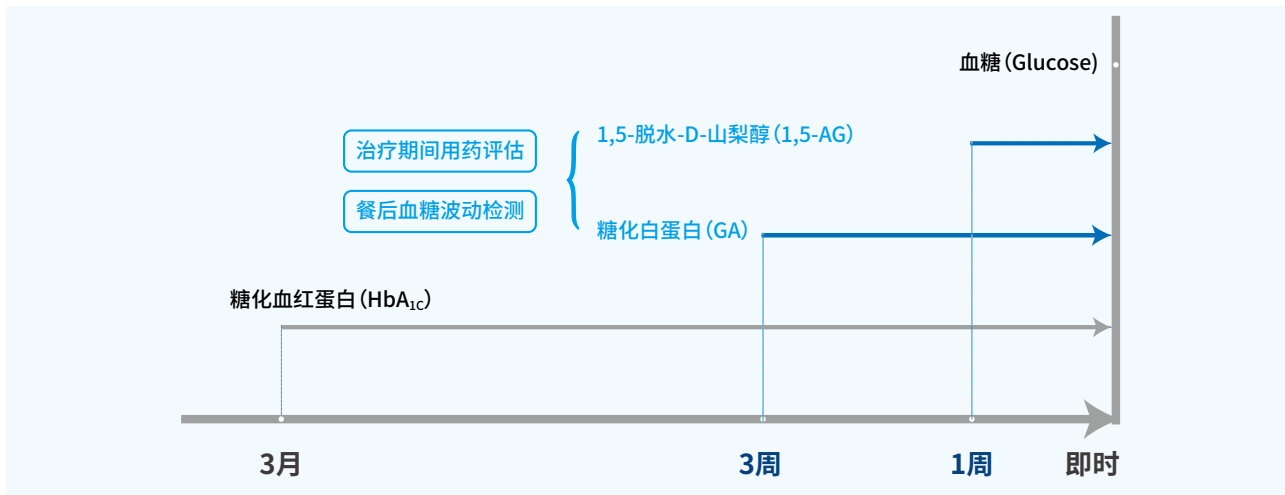 血糖(Glucose)
1,5-脱水-D-山梨醇(1,5-AG)
治疗期间用药评估
餐后血糖波动检测
糖化白蛋白(GA)
糖化血红蛋白(HbA1C)
3月
3周
1周
即时